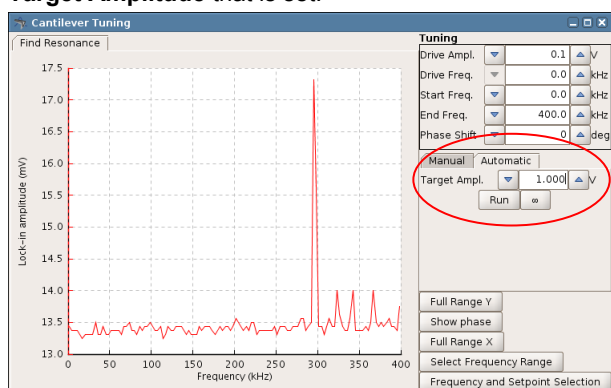 Target Amplitude that is set.
Cantilever Tuning
Find Resonance
Tuning
Drive Ampl. 0.1 V
Drive Freq. 0.0 kHz
Start Freq. 0.0 kHz
End Freq. 400.0 kHz
Phase Shift 0 deg
Manual Automatic
Target Ampl. 1.000 V
Run ∞
Full Range Y
Show phase
Full Range X
Select Frequency Range
Frequency and Setpoint Selection
Lock-in amplitude (mV)
17.5
17.0
16.5
16.0
15.5
15.0
14.5
14.0
13.5
13.0
0 50 100 150 200 250 300 350 400
Frequency (kHz)